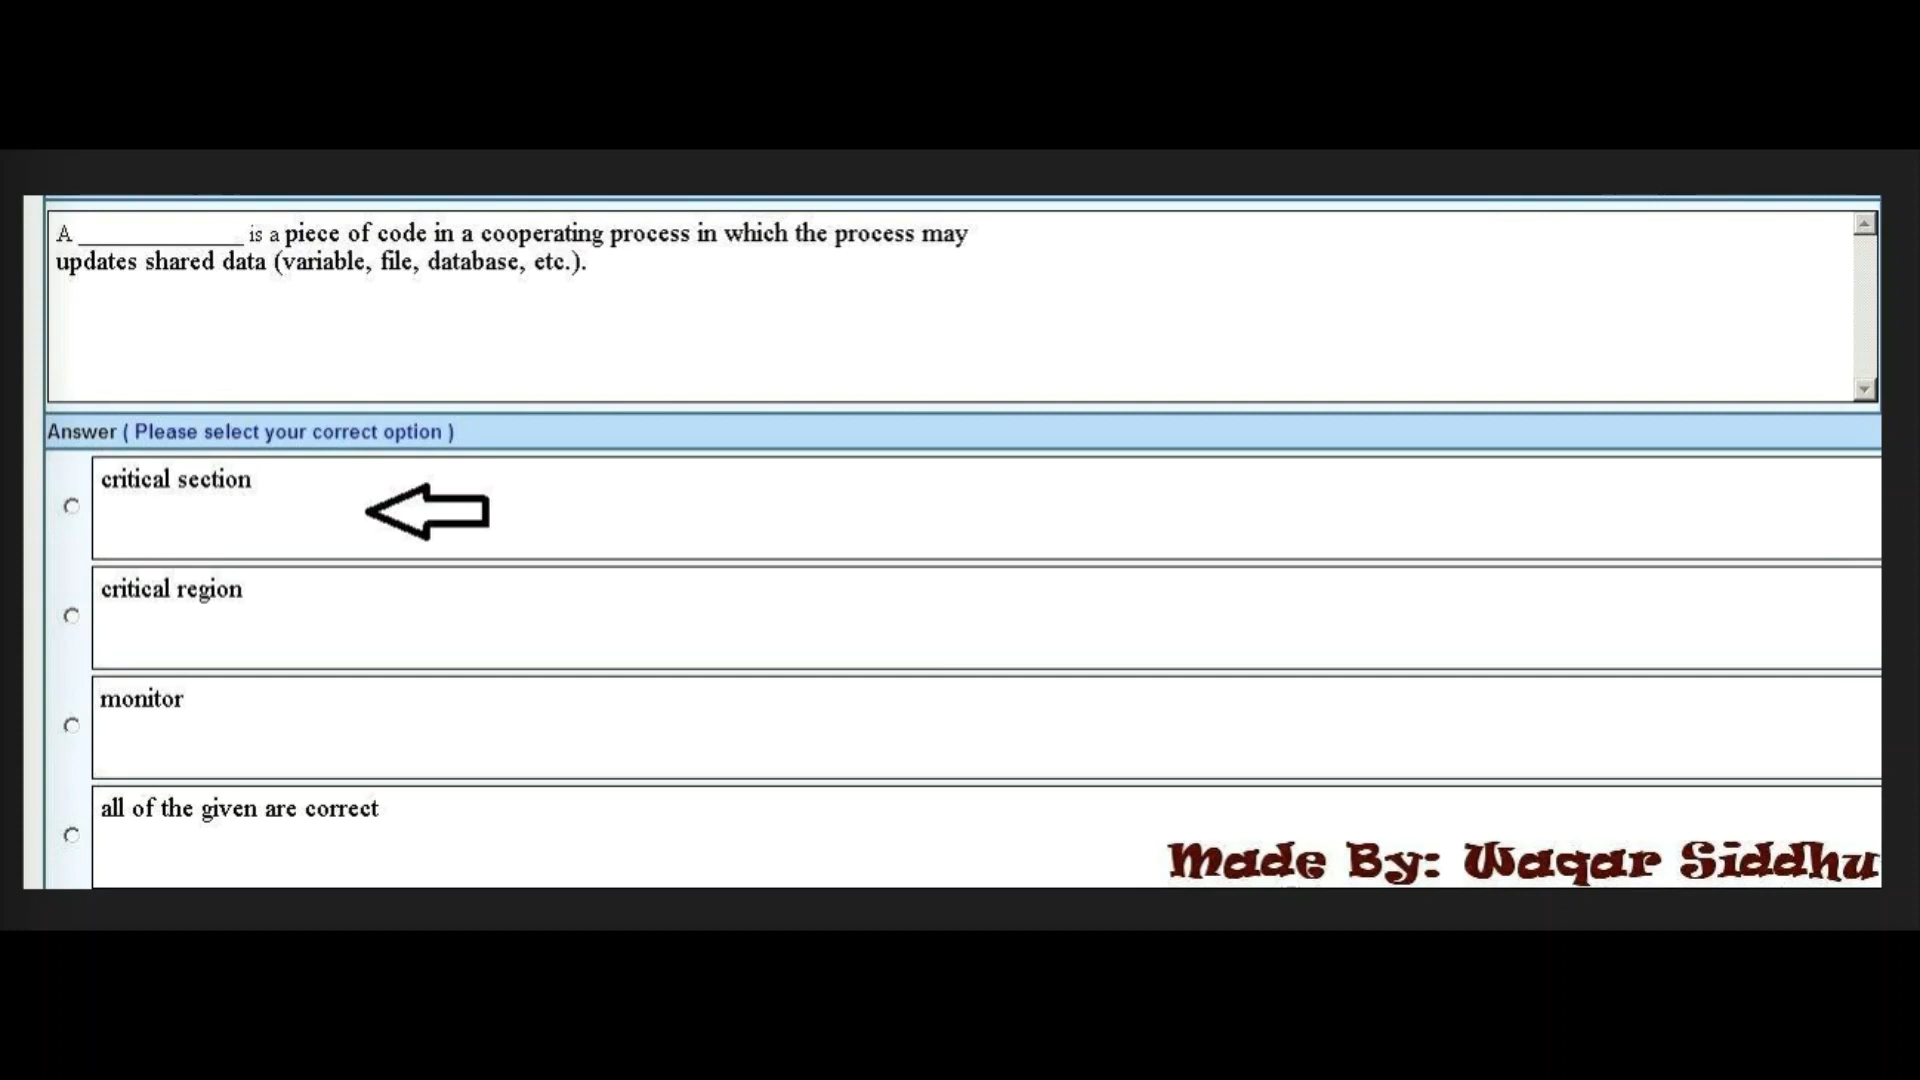 A _____________ is a piece of code in a cooperating process in which the process may
updates shared data (variable, file, database, etc.).
Answer ( Please select your correct option )
critical section
critical region
monitor
all of the given are correct
Made By: Waqar Siddhu